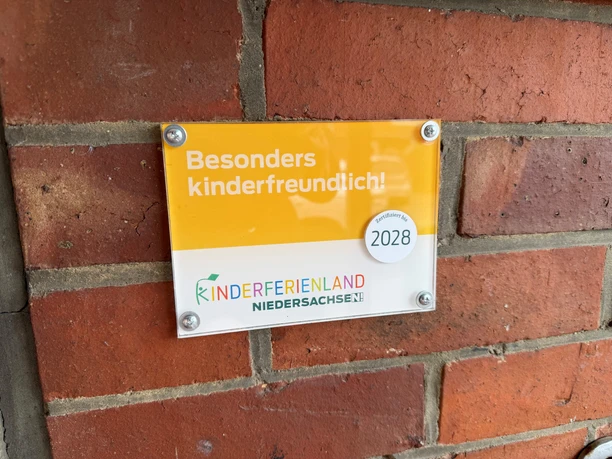 Besonders
kinderfreundlich!
Zertifiziert bis
2028
KINDERFERIENLAND
NIEDERSACHSEN!